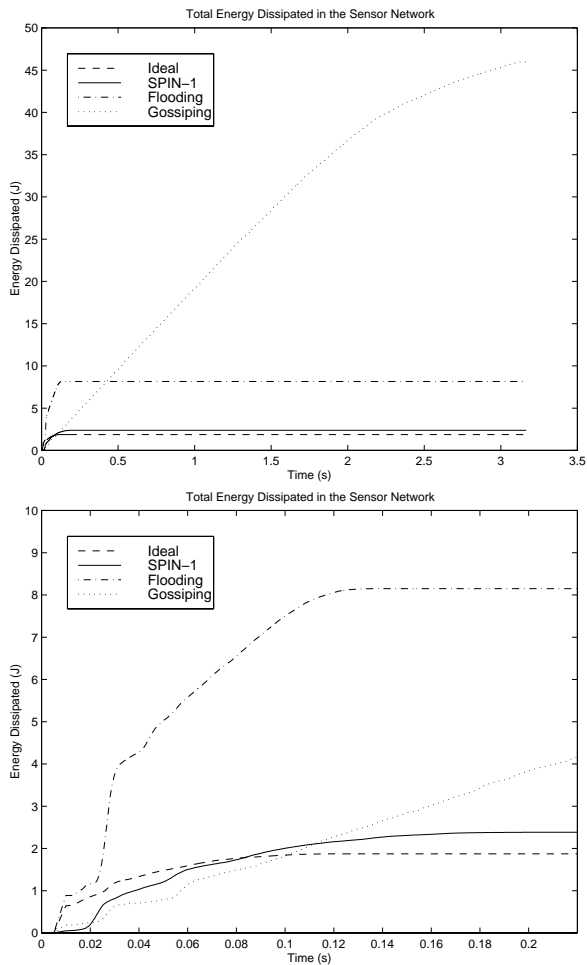 Total Energy Dissipated in the Sensor Network
50
45
40
35
30
25
20
15
10
5
0
Energy Dissipated (J)
Ideal
SPIN−1
Flooding
Gossiping
0 0.5 1 1.5 2 2.5 3 3.5
Time (s)
Total Energy Dissipated in the Sensor Network
10
9
8
7
6
5
4
3
2
1
0
Energy Dissipated (J)
Ideal
SPIN−1
Flooding
Gossiping
0 0.02 0.04 0.06 0.08 0.1 0.12 0.14 0.16 0.18 0.2
Time (s)